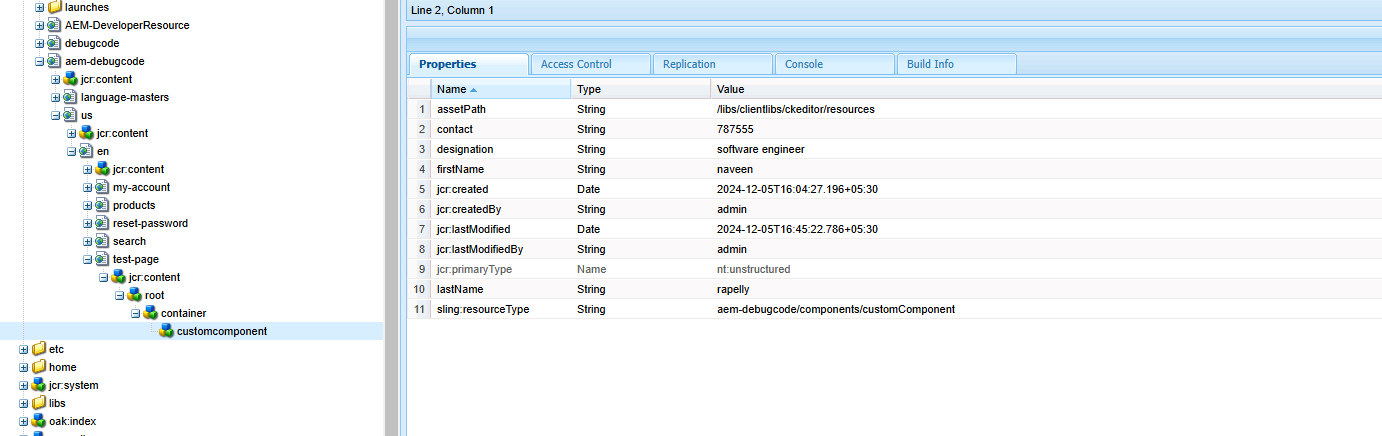 launches
AEM-DeveloperResource
debugcode
aem-debugcode
jcr:content
language-masters
us
jcr:content
en
jcr:content
my-account
products
reset-password
search
test-page
jcr:content
root
container
customcomponent
etc
home
jcr:system
libs
oak:index
Line 2, Column 1
Properties Access Control Replication Console Build Info
Name Type Value
1 assetPath String /libs/clientlibs/ckeditor/resources
2 contact String 787555
3 designation String software engineer
4 firstName String naveen
5 jcr:created Date 2024-12-05T16:04:27.196+05:30
6 jcr:createdBy String admin
7 jcr:lastModified Date 2024-12-05T16:45:22.786+05:30
8 jcr:lastModifiedBy String admin
9 jcr:primaryType Name nt:unstructured
10 lastName String rapelly
11 sling:resourceType String aem-debugcode/components/customComponent